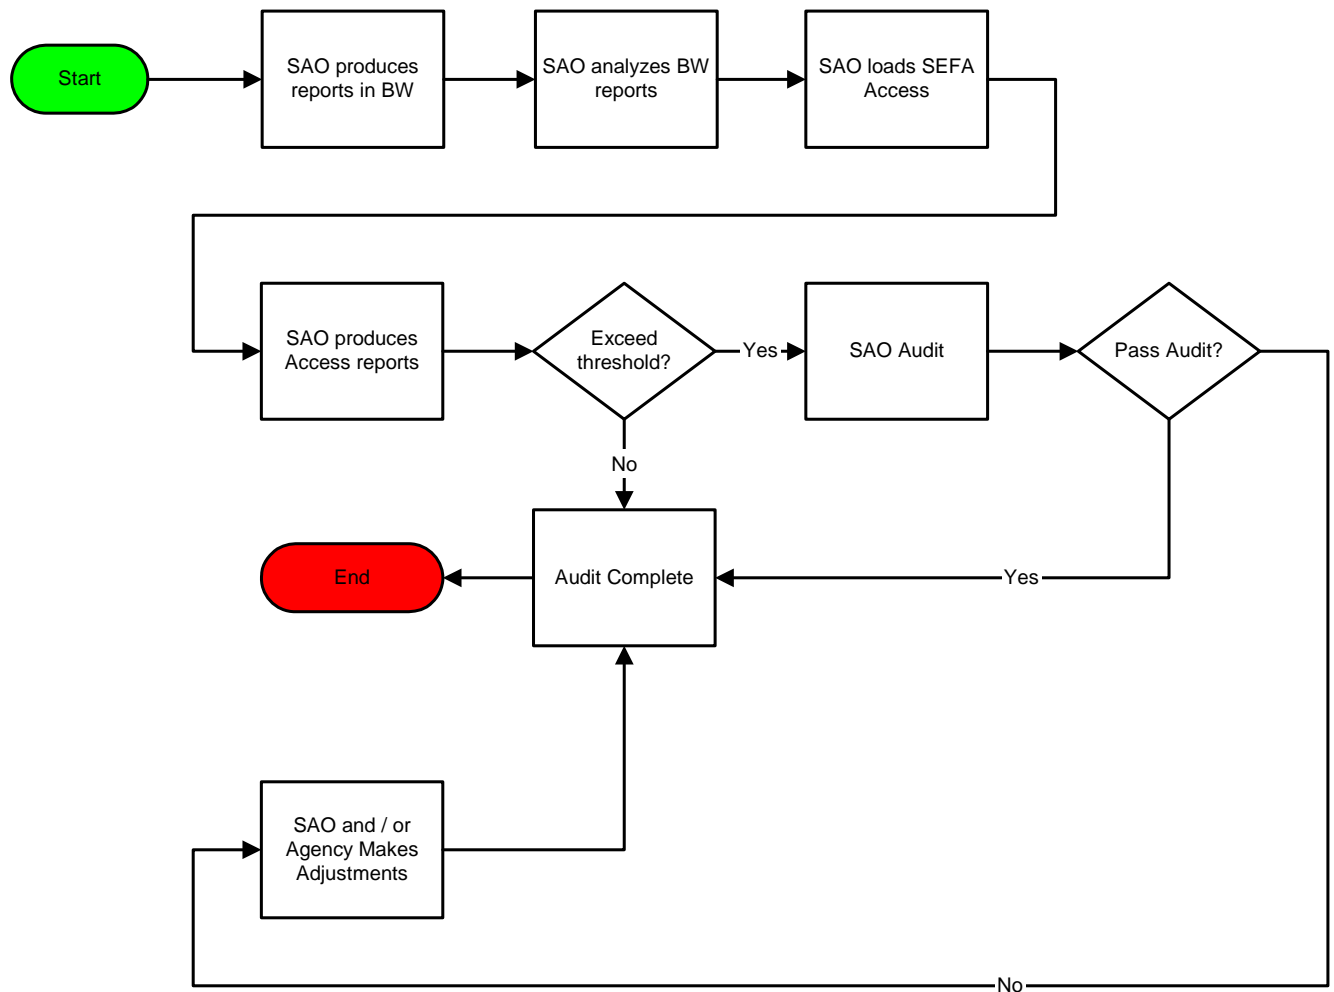 Start
SAO produces
reports in BW
SAO analyzes BW
reports
SAO loads SEFA
Access
SAO produces
Access reports
Exceed
threshold?
Yes
SAO Audit
Pass Audit?
No
End
Audit Complete
Yes
SAO and / or
Agency Makes
Adjustments
No